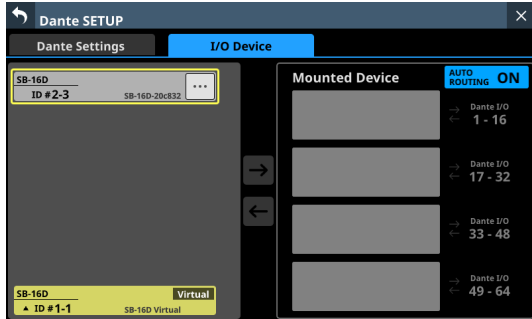 Dante SETUP
Dante Settings
I/O Device
SB-16D
ID #2-3
SB-16D-20c832
...
Mounted Device
AUTO ROUTING ON
Dante I/O
1 - 16
Dante I/O
17 - 32
Dante I/O
33 - 48
Dante I/O
49 - 64
SB-16D
Virtual
ID #1-1
SB-16D Virtual